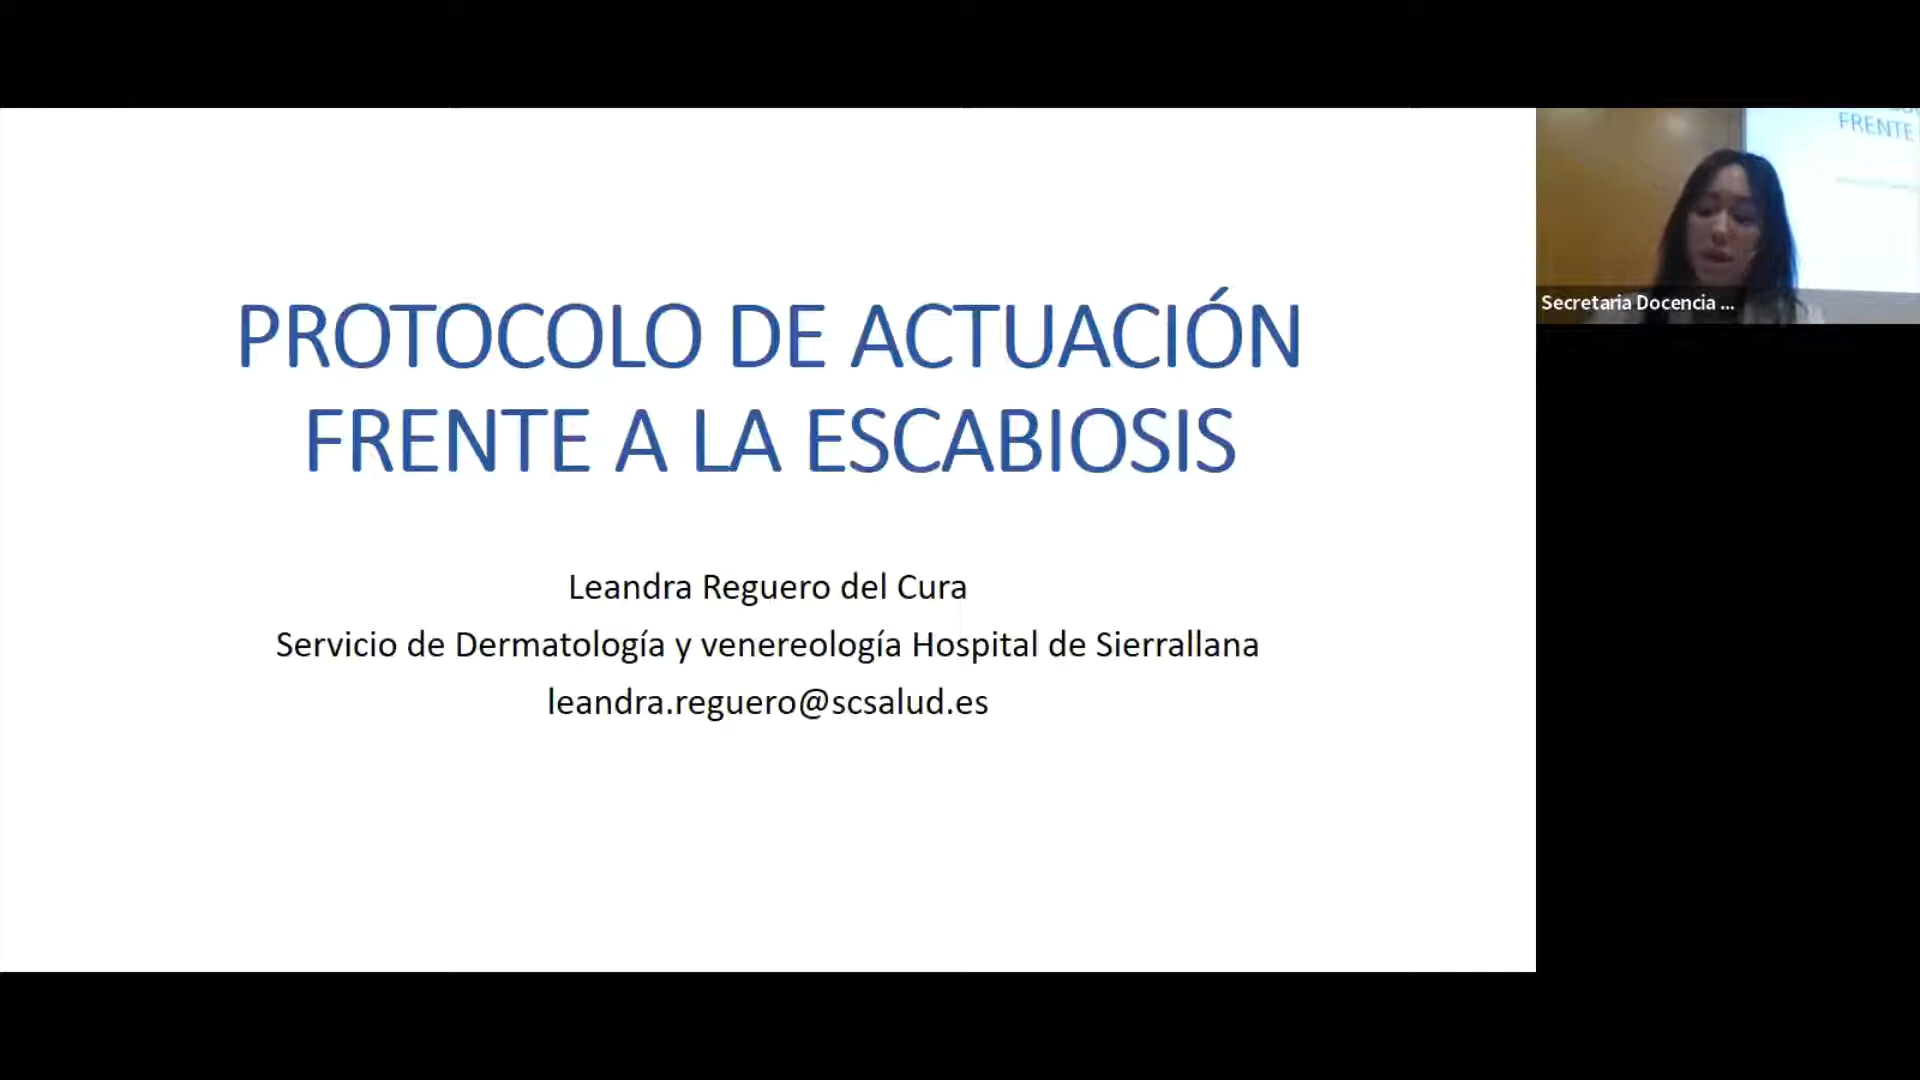 PROTOCOLO DE ACTUACIÓN
FRENTE A LA ESCABIOSIS
Leandra Reguero del Cura
Servicio de Dermatología y venereología Hospital de Sierrallana
leandra.reguero@scsalud.es
FRENTE
Secretaria Docencia ...